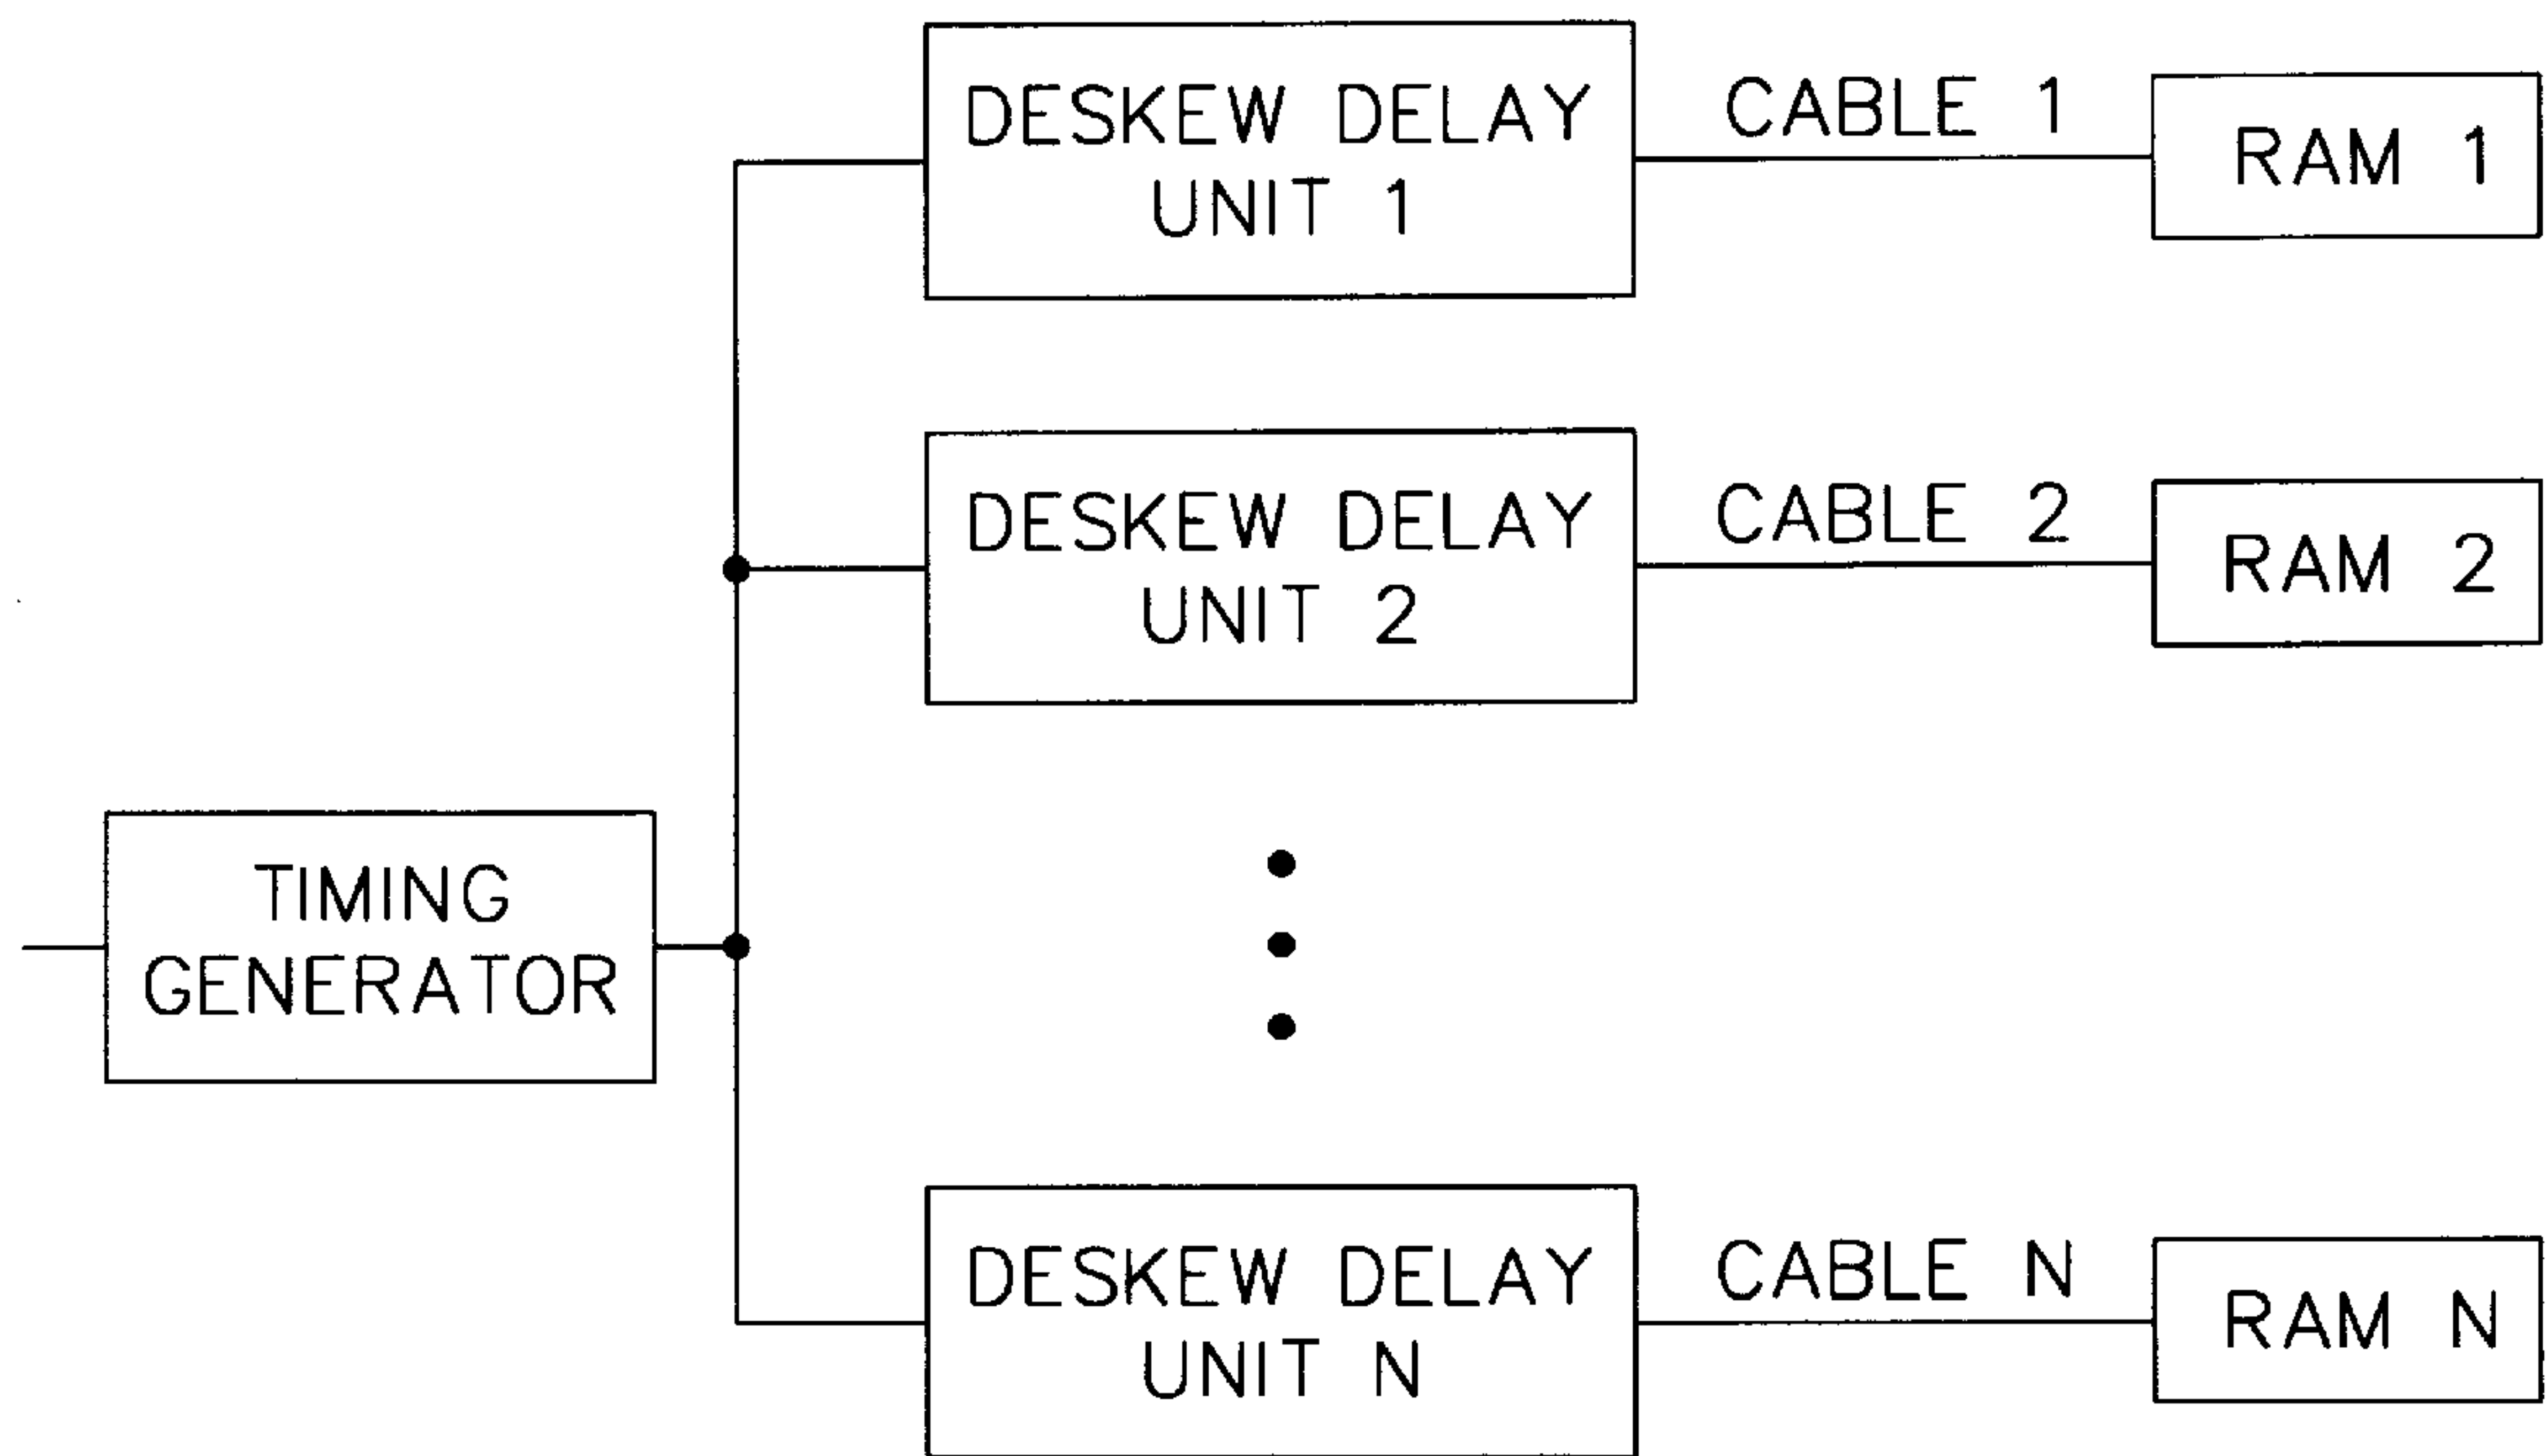 DESKEW DELAY
UNIT 1
CABLE 1
RAM 1
DESKEW DELAY
UNIT 2
CABLE 2
RAM 2
TIMING
GENERATOR
DESKEW DELAY
UNIT N
CABLE N
RAM N